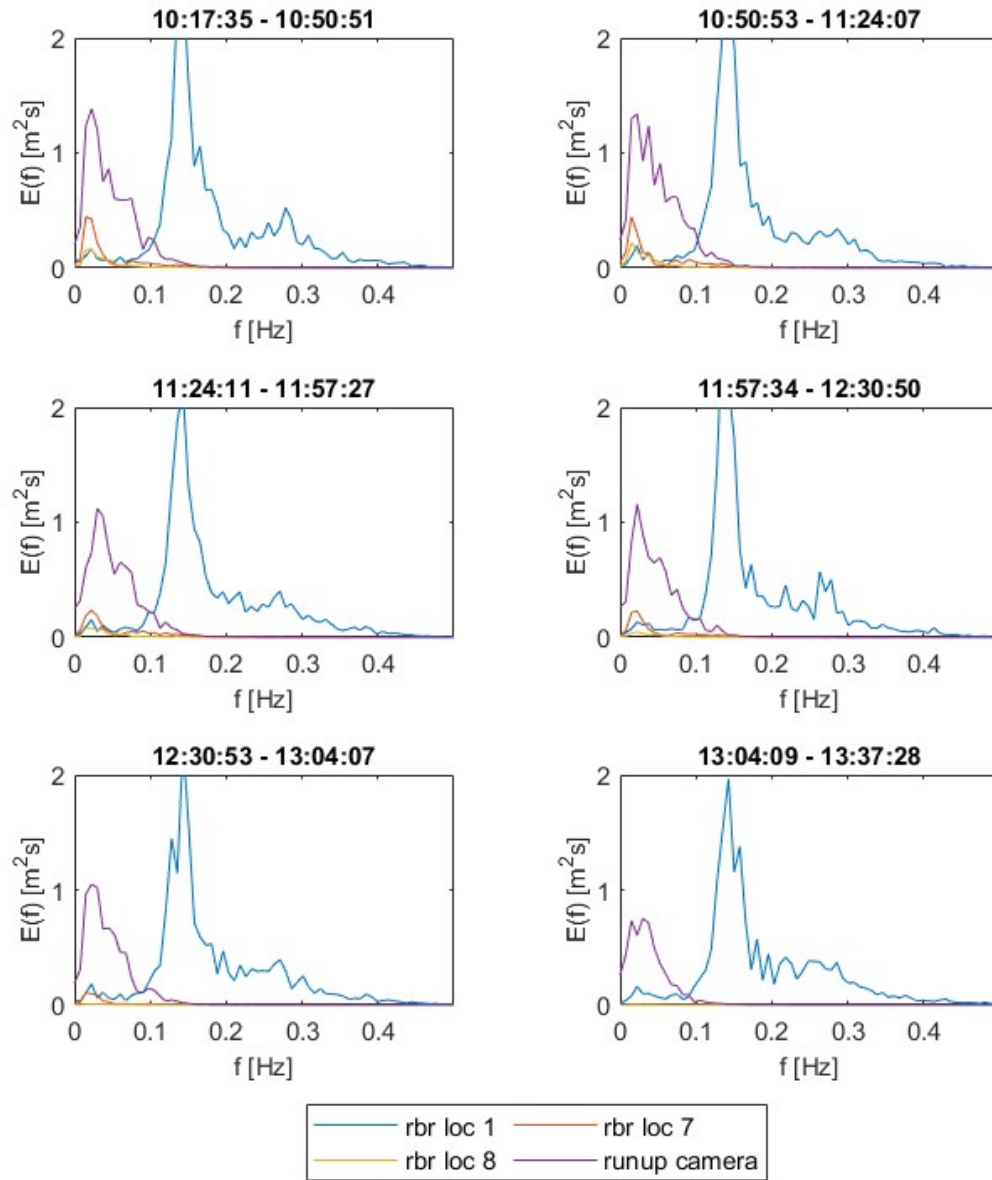 10:17:35 - 10:50:51
10:50:53 - 11:24:07
2
2
E(f) [m²s]
E(f) [m²s]
1
1
0
0
0 0.1 0.2 0.3 0.4
0 0.1 0.2 0.3 0.4
f [Hz]
f [Hz]
11:24:11 - 11:57:27
11:57:34 - 12:30:50
2
2
E(f) [m²s]
E(f) [m²s]
1
1
0
0
0 0.1 0.2 0.3 0.4
0 0.1 0.2 0.3 0.4
f [Hz]
f [Hz]
12:30:53 - 13:04:07
13:04:09 - 13:37:28
2
2
E(f) [m²s]
E(f) [m²s]
1
1
0
0
0 0.1 0.2 0.3 0.4
0 0.1 0.2 0.3 0.4
f [Hz]
f [Hz]
rbr loc 1
rbr loc 7
rbr loc 8
runup camera